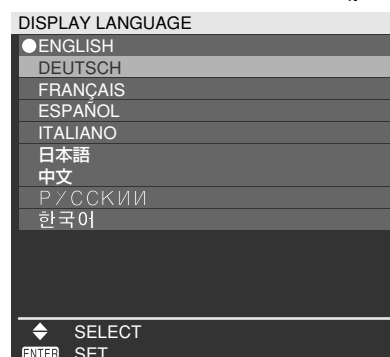 DISPLAY LANGUAGE
ENGLISH
DEUTSCH
FRANÇAIS
ESPAÑOL
ITALIANO
日本語
中文
РУССКИИ
한국어
SELECT
ENTER SET